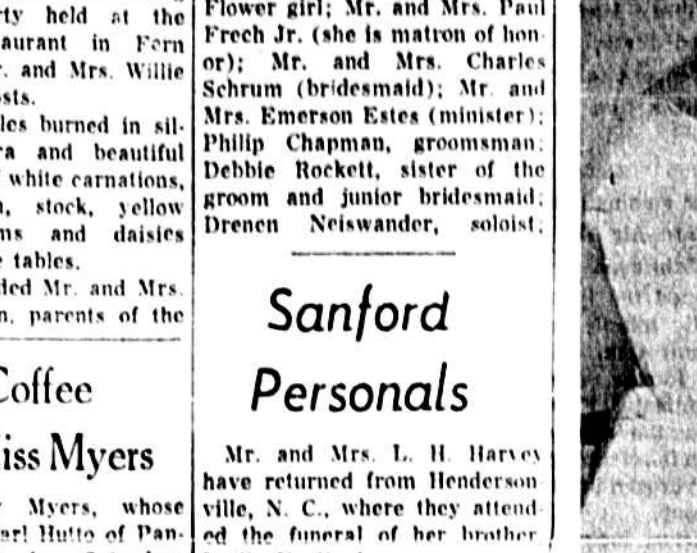 rty held at the
aurant in Fern
. and Mrs. Willie
sts.
les burned in sil-
ra and beautiful
white carnations,
, stock, yellow
ms and daisies
tables.
ded Mr. and Mrs.
n, parents of the
Coffee
iss Myers
Myers, whose
arl Hutto of Pan-
Flower girl; Mr. and Mrs. Paul
Frech Jr. (she is matron of hon-
or); Mr. and Mrs. Charles
Schrum (bridesmaid); Mr. and
Mrs. Emerson Estes (minister);
Philip Chapman, groomsman;
Debbie Rockett, sister of the
groom and junior bridesmaid;
Drenen Neiswander, soloist;
Sanford
Personals
Mr. and Mrs. L. H. Harvey
have returned from Henderson-
ville, N. C., where they attend-
ed the funeral of her brother,